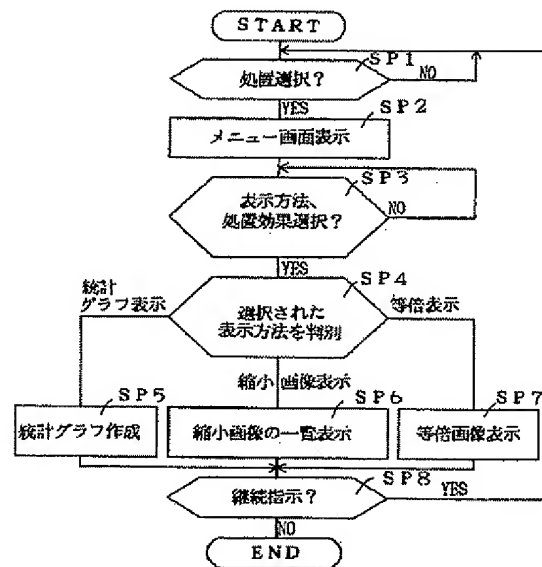 START
SP1
処置選択?
NO
YES
SP2
メニュー画面表示
SP3
表示方法、
処置効果選択?
NO
YES
SP4
統計
グラフ表示
等倍表示
選択された
表示方法を判別
縮小画像表示
SP5
SP6
SP7
統計グラフ作成
縮小画像の一覧表示
等倍画像表示
SP8
継続指示?
YES
NO
END